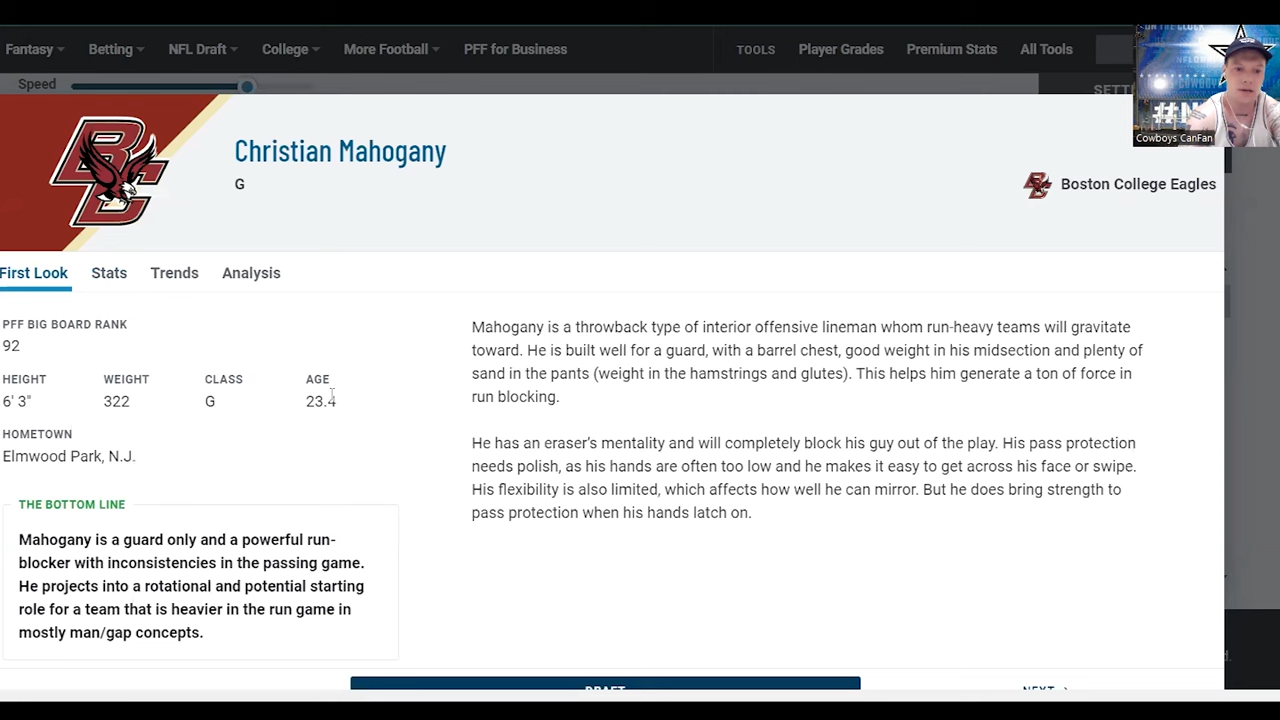 Fantasy Betting NFL Draft College More Football PFF for Business TOOLS Player Grades Premium Stats All Tools
Speed
SETT
#N
Cowboys CanFan
BC
Christian Mahogany
G
BC Boston College Eagles
First Look Stats Trends Analysis
PFF BIG BOARD RANK
92
HEIGHT WEIGHT CLASS AGE
6' 3" 322 G 23.4
HOMETOWN
Elmwood Park, N.J.
THE BOTTOM LINE
Mahogany is a guard only and a powerful run-
blocker with inconsistencies in the passing game.
He projects into a rotational and potential starting
role for a team that is heavier in the run game in
mostly man/gap concepts.
Mahogany is a throwback type of interior offensive lineman whom run-heavy teams will gravitate
toward. He is built well for a guard, with a barrel chest, good weight in his midsection and plenty of
sand in the pants (weight in the hamstrings and glutes). This helps him generate a ton of force in
run blocking.
He has an eraser's mentality and will completely block his guy out of the play. His pass protection
needs polish, as his hands are often too low and he makes it easy to get across his face or swipe.
His flexibility is also limited, which affects how well he can mirror. But he does bring strength to
pass protection when his hands latch on.
DRAFT NEXT